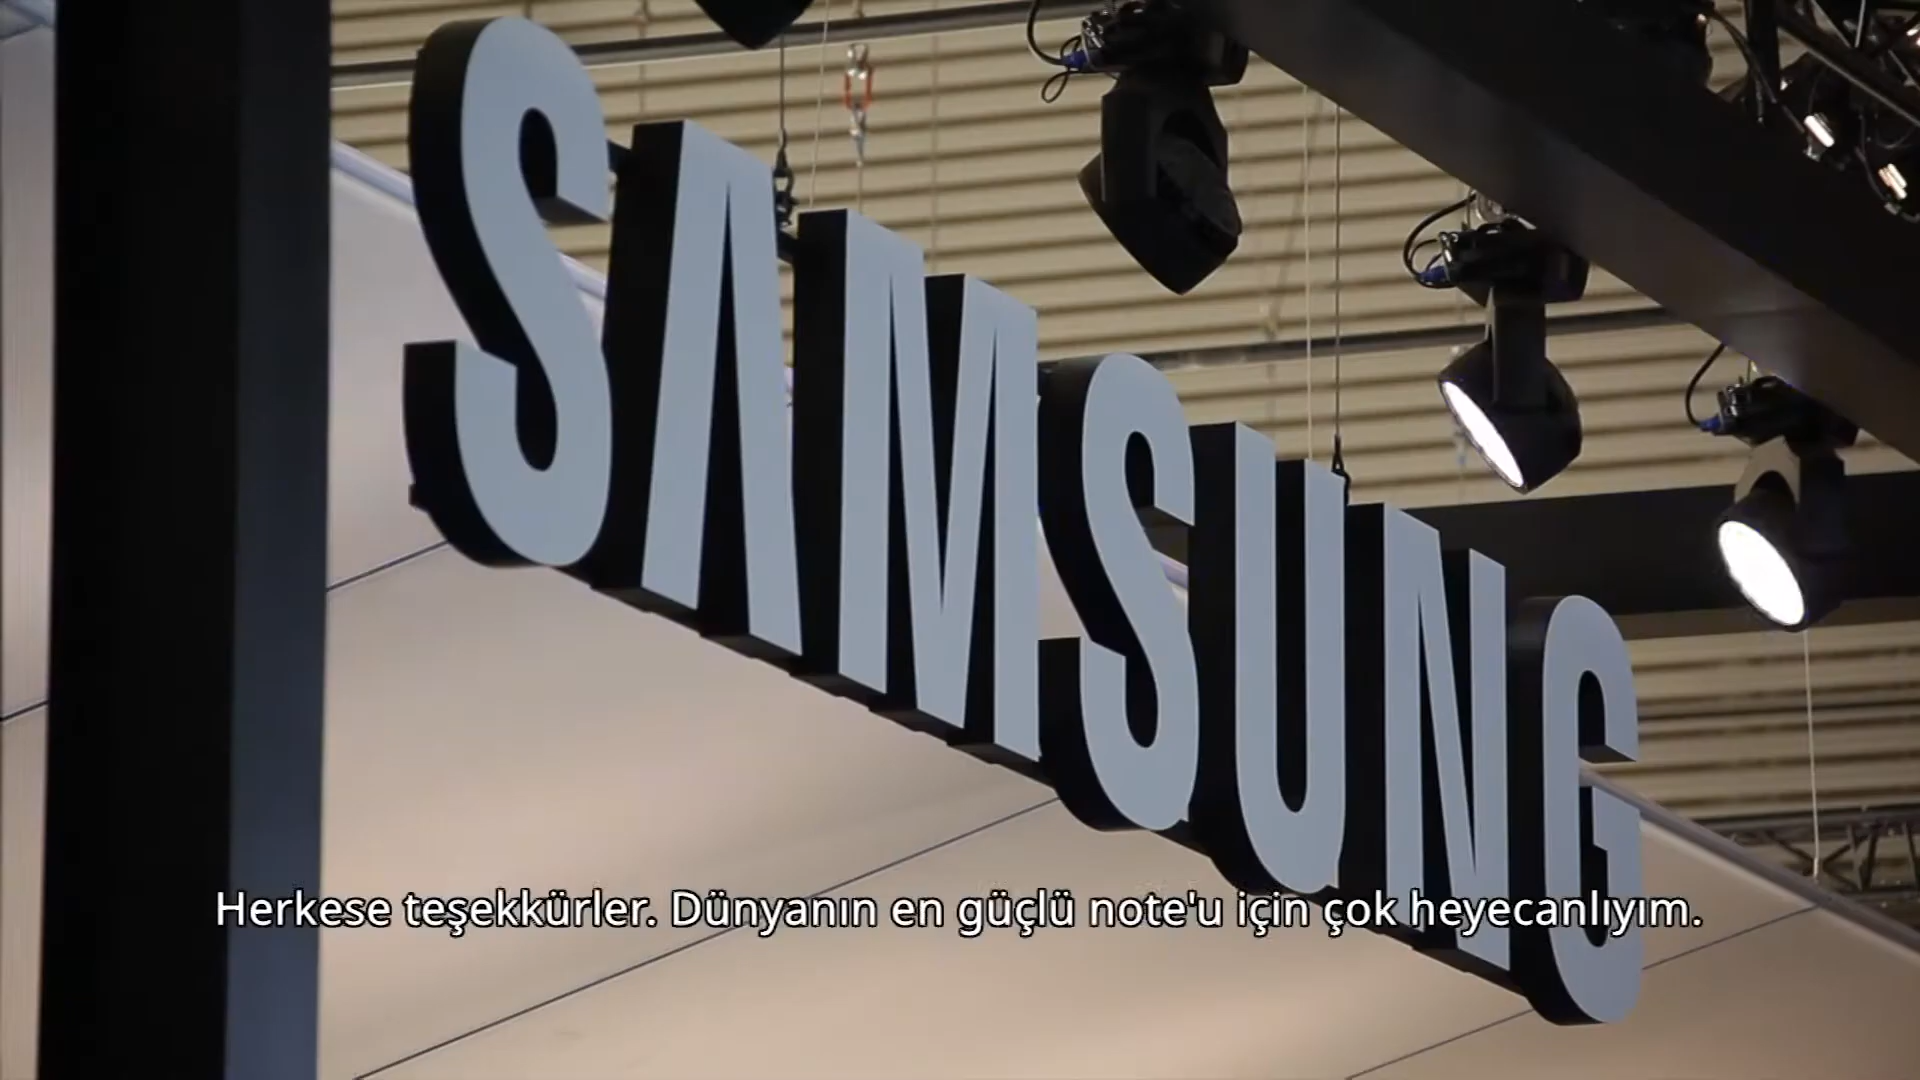 SAMSUNG
Herkese teşekkürler. Dünyanın en güçlü note'u için çok heyecanlıyım.